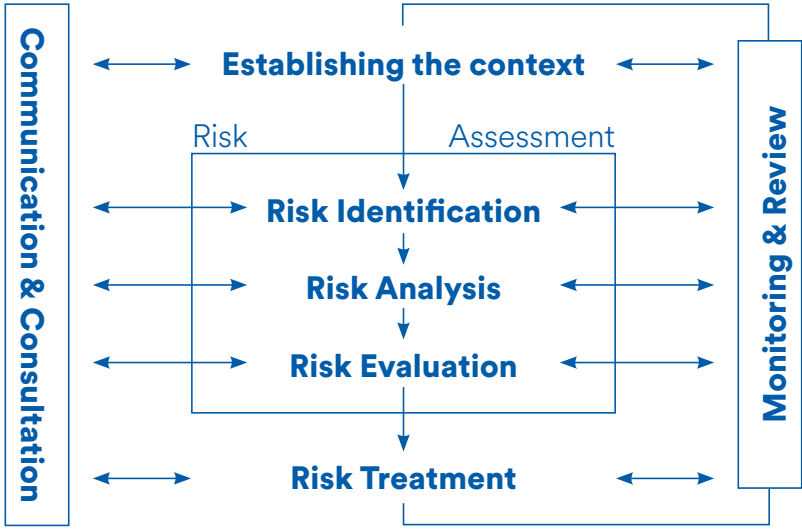 Communication & Consultation
Establishing the context
Risk Assessment
Risk Identification
Risk Analysis
Risk Evaluation
Risk Treatment
Monitoring & Review